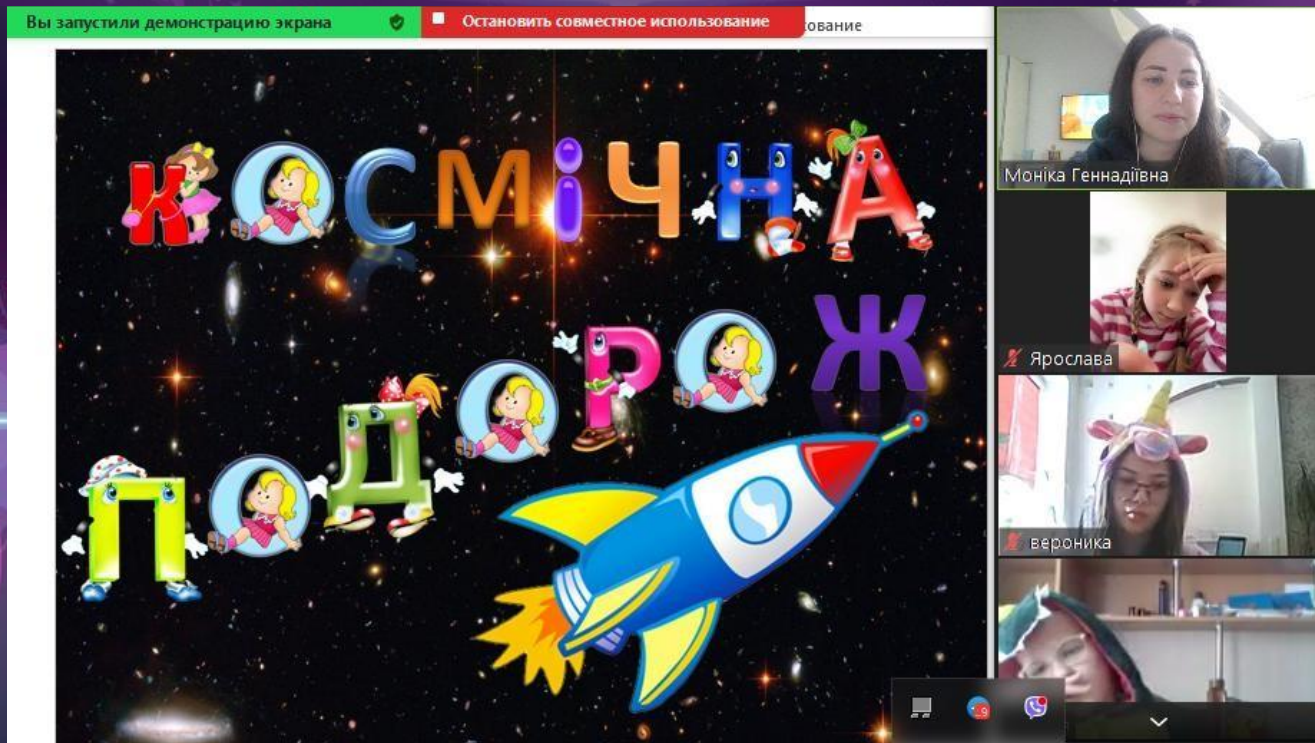 Вы запустили демонстрацию экрана
Остановить совместное использование
ование
КОСМіЧНА
ПОДОРОЖ
Моніка Геннадіївна
Ярослава
вероника